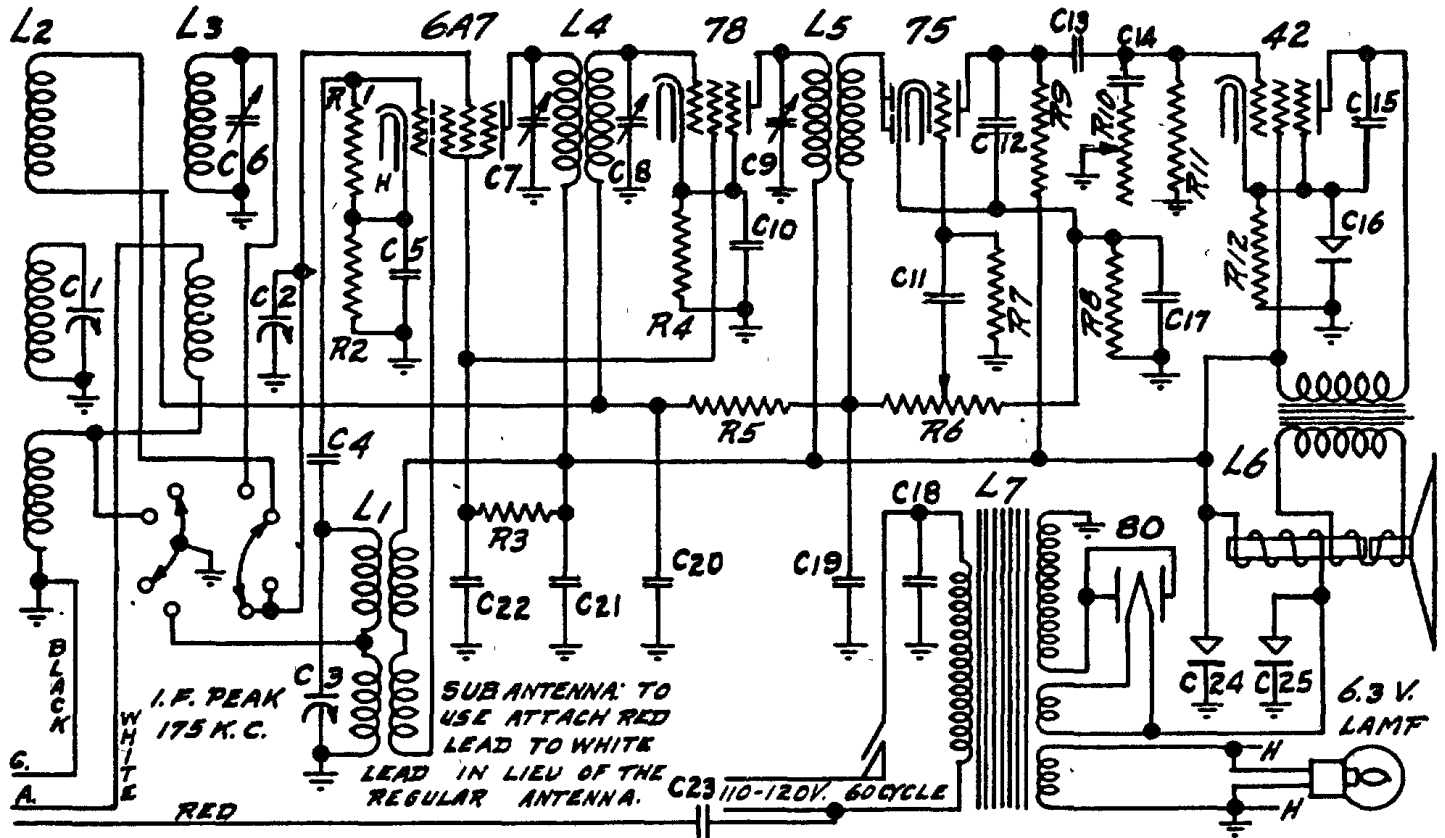 L2
L3
6A7
L4
78
L5
75
C13
C14
42
R1
H
C6
C7
C8
C9
C12
R9
R10
R11
C15
C1
C2
C5
R2
R4
C10
C11
R7
R8
C17
R12
C16
C4
R5
R6
L6
L1
R3
C18
L7
80
C22
C21
C20
C19
C3
C24
C25
BLACK
WHITE
I.F. PEAK
175 K.C.
SUB ANTENNA: TO
USE ATTACH RED
LEAD TO WHITE
LEAD IN LIEU OF THE
REGULAR ANTENNA.
6.3 V.
LAMP
H
H
G.
A.
RED
C23
110-120V. 60 CYCLE